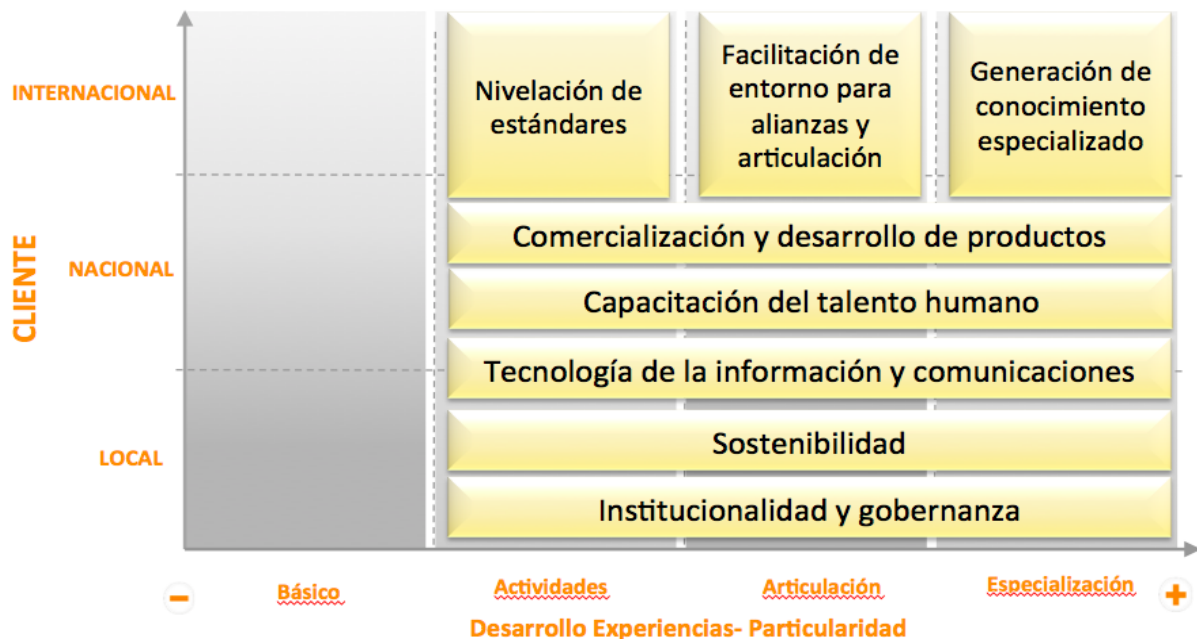 INTERNACIONAL
Nivelación de
estándares
Facilitación de
entorno para
alianzas y
articulación
Generación de
conocimiento
especializado
CLIENTE
NACIONAL
Comercialización y desarrollo de productos
Capacitación del talento humano
Tecnología de la información y comunicaciones
LOCAL
Sostenibilidad
Institucionalidad y gobernanza
Básico
Actividades
Articulación
Especialización
Desarrollo Experiencias- Particularidad